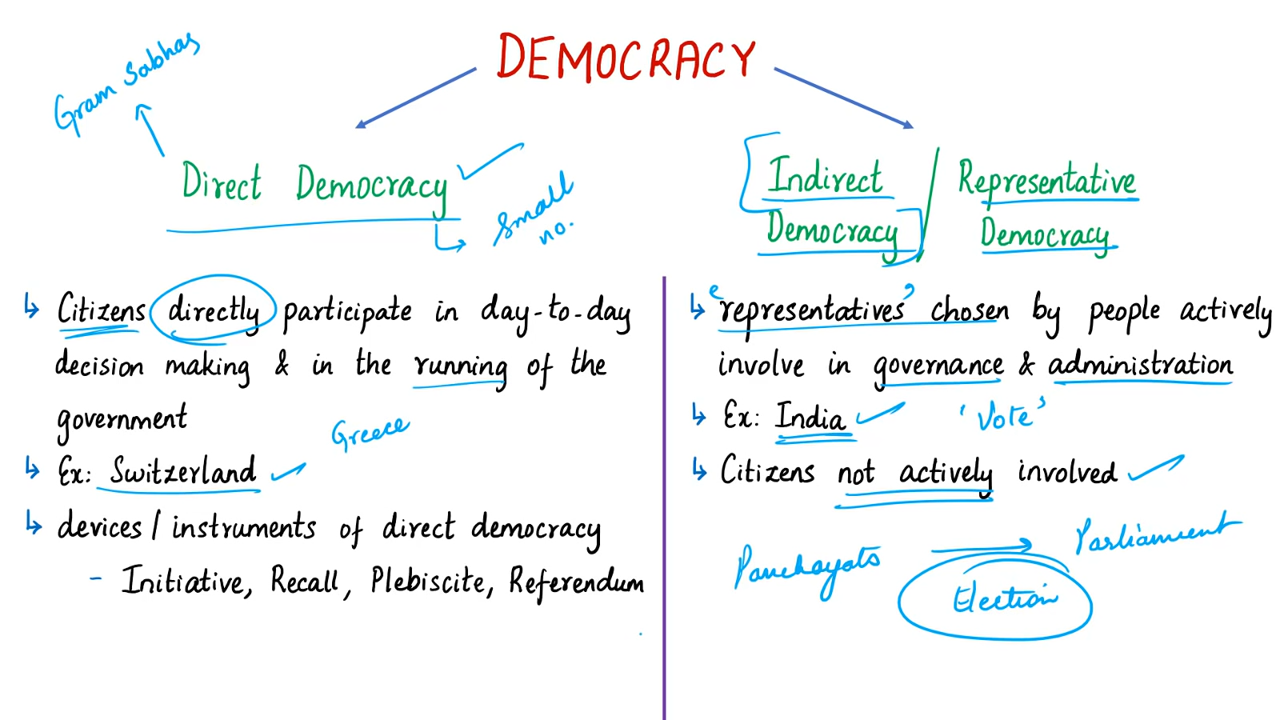 DEMOCRACY
Gram Sabhas
Direct Democracy
Small
no.
Citizens directly participate in day-to-day
decision making & in the running of the
government
Greece
Ex: Switzerland
devices/instruments of direct democracy
- Initiative, Recall, Plebiscite, Referendum
Indirect / Representative
Democracy Democracy
'representatives' chosen by people actively
involve in governance & administration
Ex: India 'Vote'
Citizens not actively involved
Panchayats → Parliament
Election